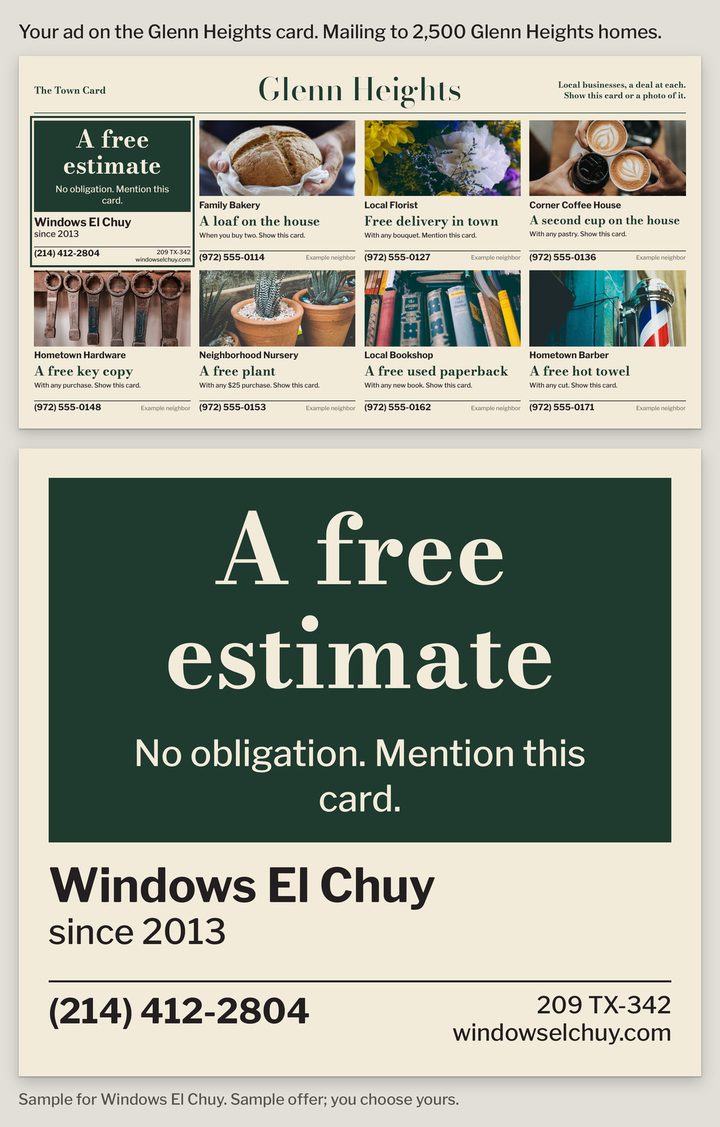 Your ad on the Glenn Heights card. Mailing to 2,500 Glenn Heights homes.
The Town Card
Glenn Heights
Local businesses, a deal at each.
Show this card or a photo of it.
A free
estimate
No obligation. Mention this
card.
Windows El Chuy
since 2013
(214) 412-2804
209 TX-342
windowselchuy.com
Family Bakery
A loaf on the house
When you buy two. Show this card.
(972) 555-0114
Example neighbor
Local Florist
Free delivery in town
With any bouquet. Mention this card.
(972) 555-0127
Example neighbor
Corner Coffee House
A second cup on the house
With any pastry. Show this card.
(972) 555-0136
Example neighbor
Hometown Hardware
A free key copy
With any purchase. Show this card.
(972) 555-0148
Example neighbor
Neighborhood Nursery
A free plant
With any $25 purchase. Show this card.
(972) 555-0153
Example neighbor
Local Bookshop
A free used paperback
With any new book. Show this card.
(972) 555-0162
Example neighbor
Hometown Barber
A free hot towel
With any cut. Show this card.
(972) 555-0171
Example neighbor
A free
estimate
No obligation. Mention this
card.
Windows El Chuy
since 2013
(214) 412-2804
209 TX-342
windowselchuy.com
Sample for Windows El Chuy. Sample offer; you choose yours.